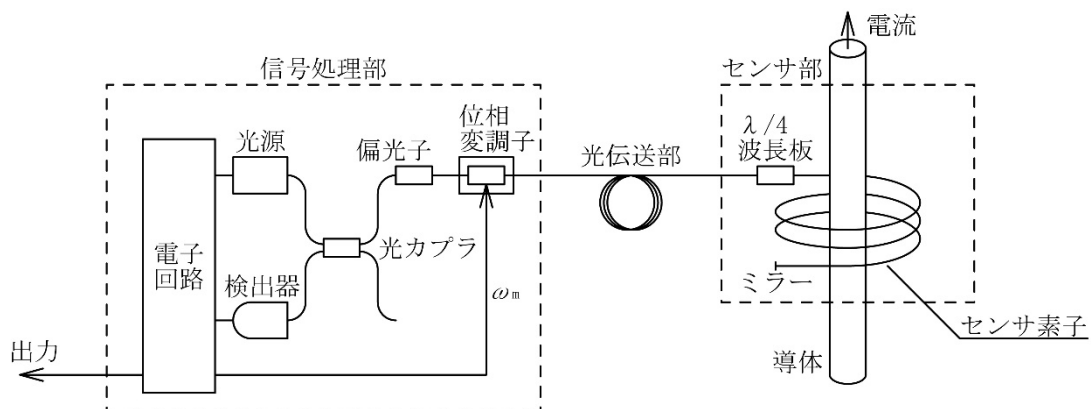 電流
信号処理部
センサ部
光源
偏光子
位相
変調子
光伝送部
λ/4
波長板
電子
回路
光カプラ
検出器
ωm
ミラー
センサ素子
出力
導体